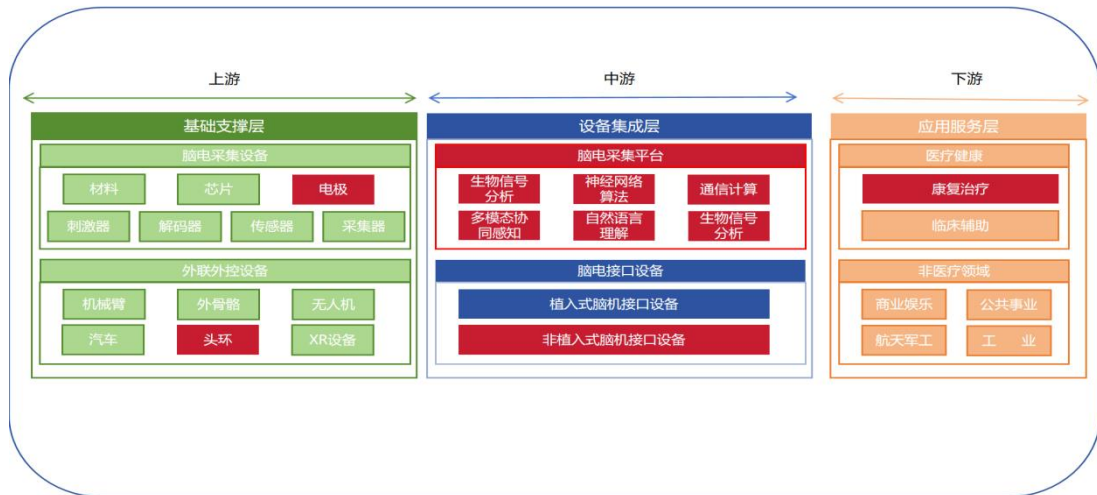 上游
中游
下游
基础支撑层
设备集成层
应用服务层
脑电采集设备
材料
芯片
电极
刺激器
解码器
传感器
采集器
外联外控设备
机械臂
外骨骼
无人机
汽车
头环
XR设备
脑电采集平台
生物信号
分析
神经网络
算法
通信计算
多模态协
同感知
自然语言
理解
生物信号
分析
脑电接口设备
植入式脑机接口设备
非植入式脑机接口设备
医疗健康
康复治疗
临床辅助
非医疗领域
商业娱乐
公共事业
航天军工
工 业